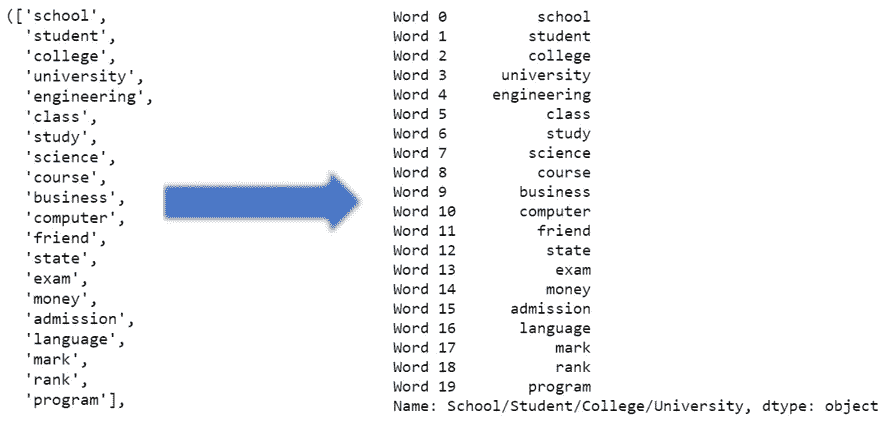 (['school',
'student',
'college',
'university',
'engineering',
'class',
'study',
'science',
'course',
'business',
'computer',
'friend',
'state',
'exam',
'money',
'admission',
'language',
'mark',
'rank',
'program'],
Word 0 school
Word 1 student
Word 2 college
Word 3 university
Word 4 engineering
Word 5 class
Word 6 study
Word 7 science
Word 8 course
Word 9 business
Word 10 computer
Word 11 friend
Word 12 state
Word 13 exam
Word 14 money
Word 15 admission
Word 16 language
Word 17 mark
Word 18 rank
Word 19 program
Name: School/Student/College/University, dtype: object